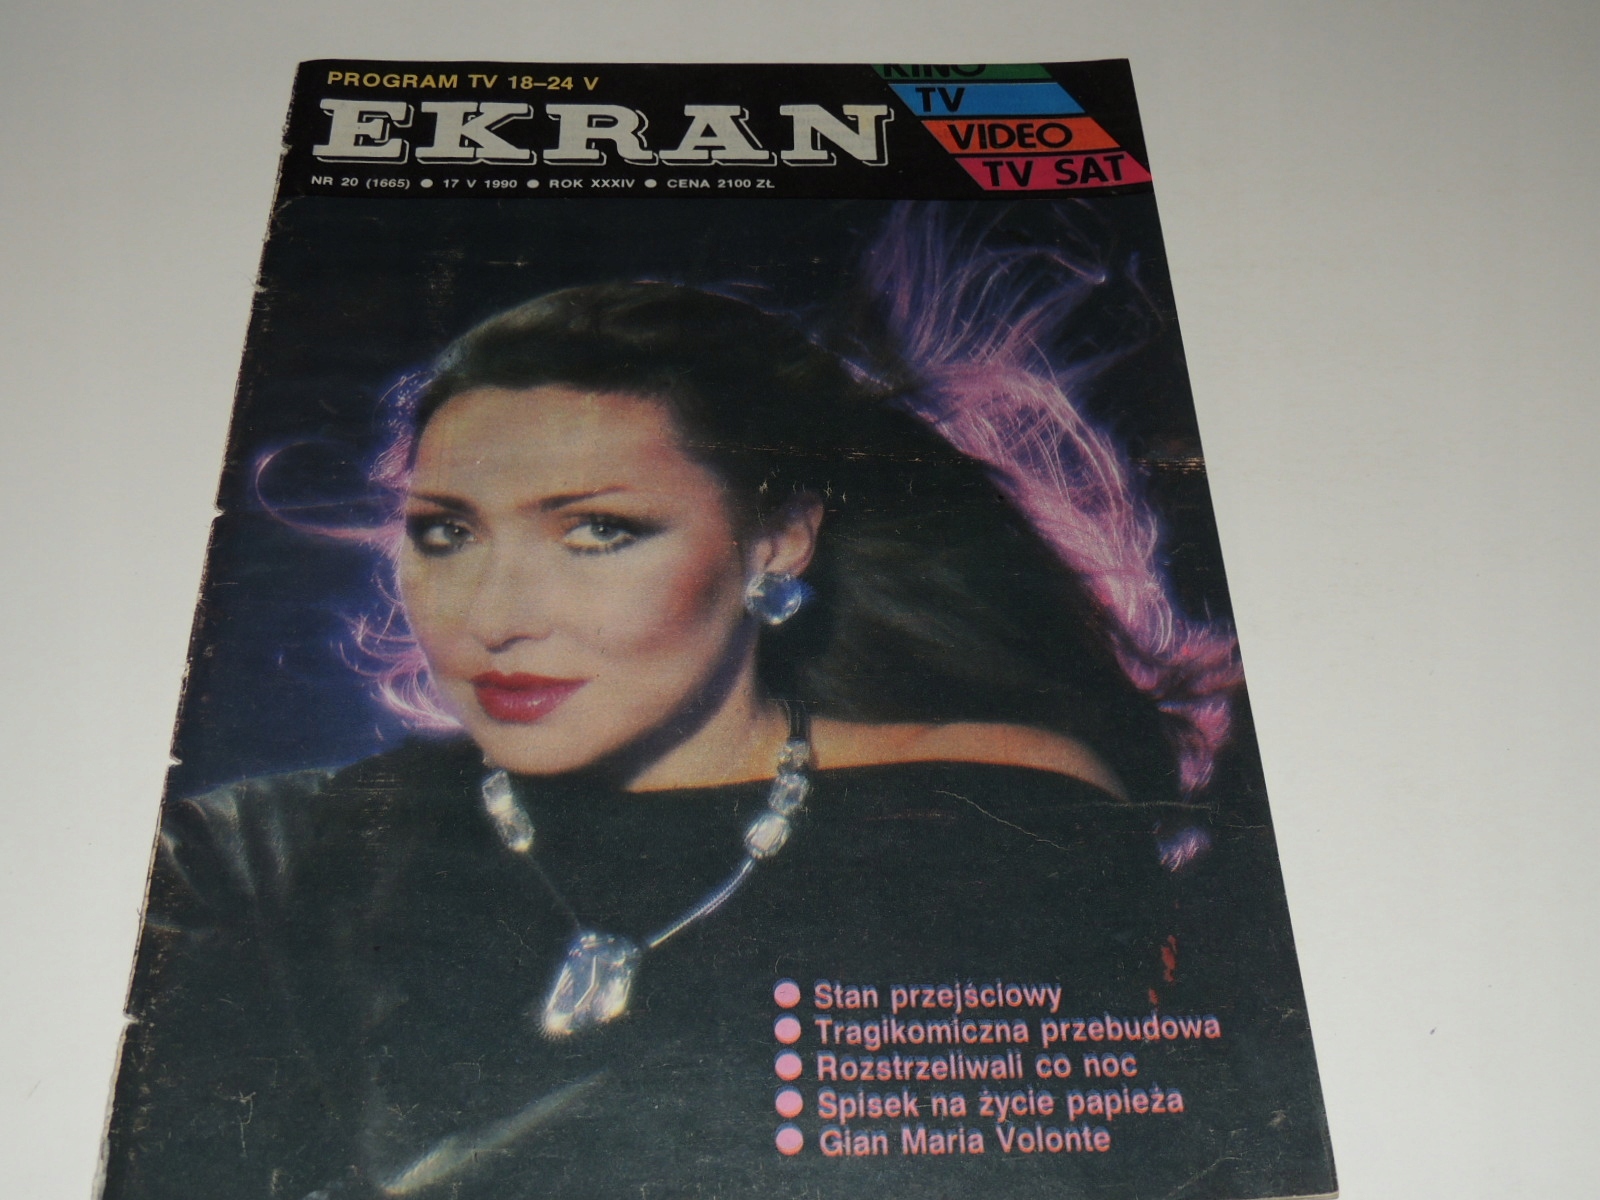 PROGRAM TV 18–24 V
EKRAN
NR 20 (1665) ● 17 V 1990 ● ROK XXXIV ● CENA 2100 ZŁ
KINO
TV
VIDEO
TV SAT
● Stan przejściowy
● Tragikomiczna przebudowa
● Rozstrzeliwali co noc
● Spisek na życie papieża
● Gian Maria Volonte